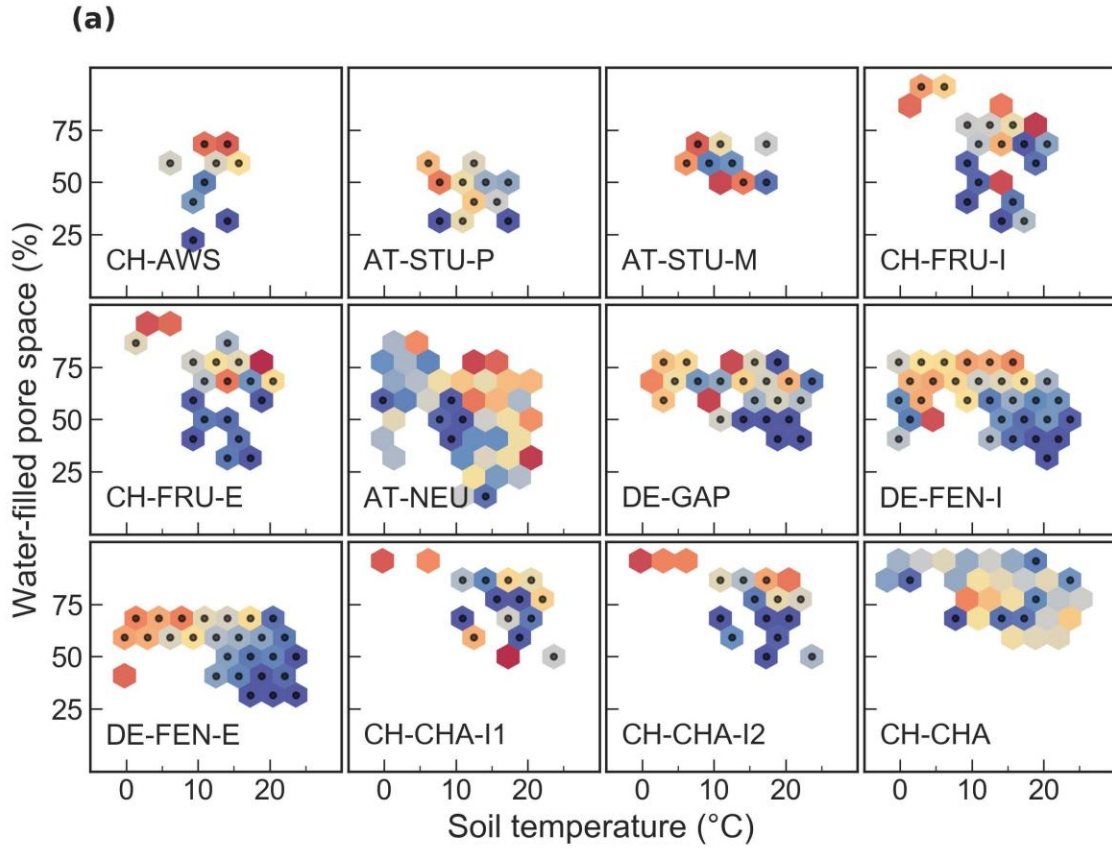 (a)
Water-filled pore space (%)
75
50
25
CH-AWS
AT-STU-P
AT-STU-M
CH-FRU-I
75
50
25
CH-FRU-E
AT-NEU
DE-GAP
DE-FEN-I
75
50
25
DE-FEN-E
CH-CHA-I1
CH-CHA-I2
CH-CHA
0 10 20 0 10 20 0 10 20 0 10 20
Soil temperature (°C)